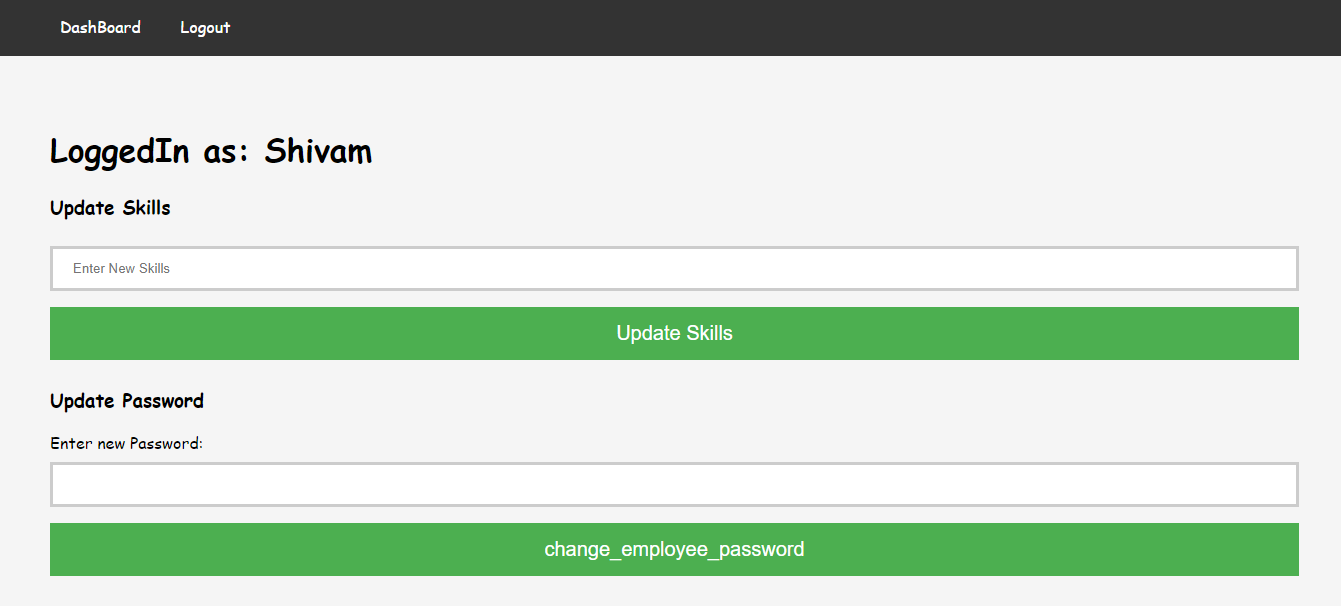 DashBoard Logout
LoggedIn as: Shivam
Update Skills
Enter New Skills
Update Skills
Update Password
Enter new Password:
change_employee_password